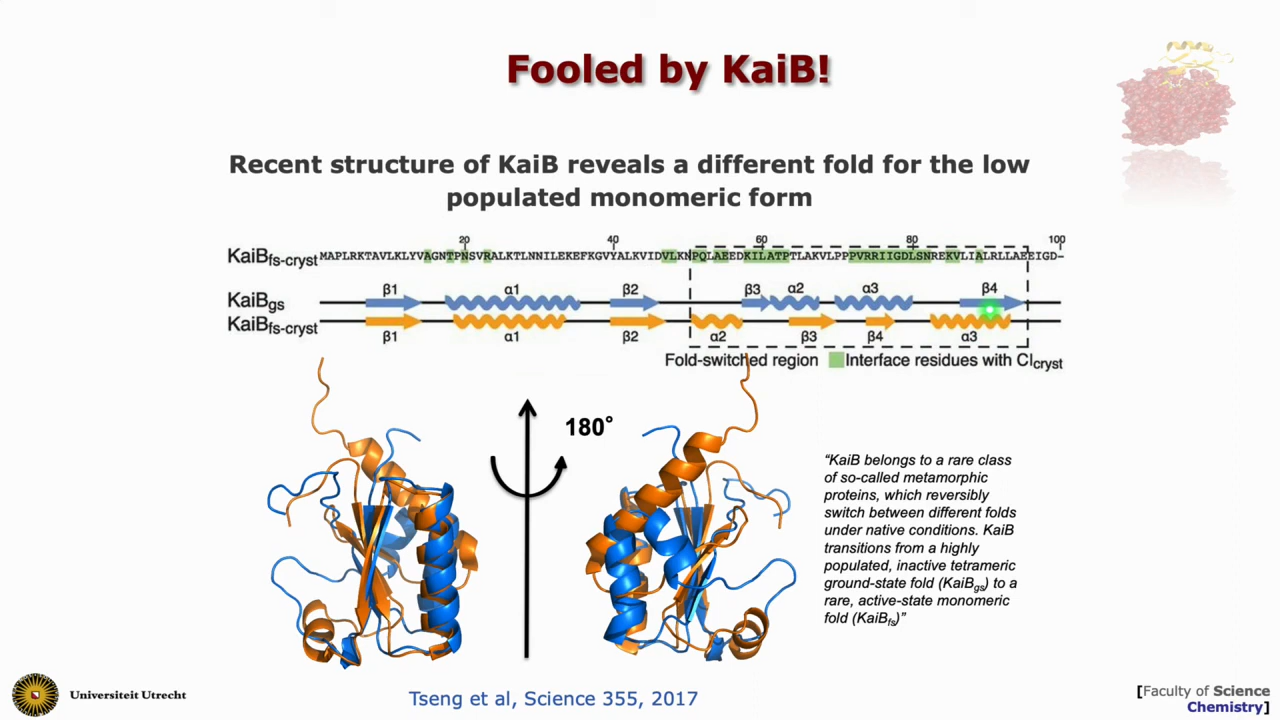 Fooled by KaiB!
Recent structure of KaiB reveals a different fold for the low
populated monomeric form
20 40 60 80 100
KaiBfs-cryst MAPLRKTAVLKLYVAGNTPNSVRALKTLNNILEKEFKGVYALKVIDVLKNPQLAEEDKILATPTLAKVLPPPVRRIIGDLSNREKVLIALRLLAEEIGD-
β1 α1 β2 β3 α2 α3 β4
KaiBgs
KaiBfs-cryst
β1 α1 β2 α2 β3 β4 α3
Fold-switched region Interface residues with CIcryst
180°
“KaiB belongs to a rare class
of so-called metamorphic
proteins, which reversibly
switch between different folds
under native conditions. KaiB
transitions from a highly
populated, inactive tetrameric
ground-state fold (KaiBgs) to a
rare, active-state monomeric
fold (KaiBfs)”
Universiteit Utrecht
Tseng et al, Science 355, 2017
[Faculty of Science
Chemistry]